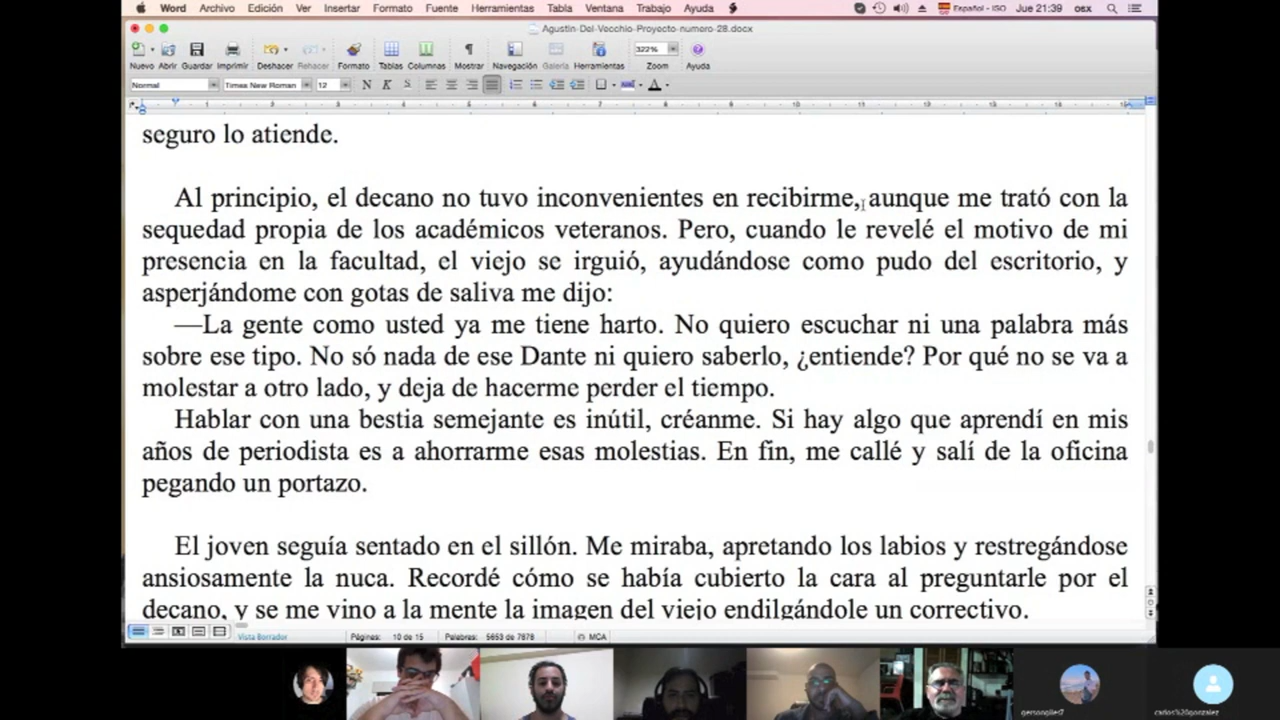 Word Archivo Edición Ver Insertar Formato Fuente Herramientas Tabla Ventana Trabajo Ayuda Español - ISO Jue 21:39 osx
Agustin-Del-Vecchio-Proyecto-numero-28.docx
Nuevo Abrir Guardar Imprimir Deshacer Rehacer Formato Tablas Columnas Mostrar Navegación Galería Herramientas 322% Zoom Ayuda
Normal Times New Roman 12 N K S
seguro lo atiende.
Al principio, el decano no tuvo inconvenientes en recibirme, aunque me trató con la
sequedad propia de los académicos veteranos. Pero, cuando le revelé el motivo de mi
presencia en la facultad, el viejo se irguió, ayudándose como pudo del escritorio, y
asperjándome con gotas de saliva me dijo:
—La gente como usted ya me tiene harto. No quiero escuchar ni una palabra más
sobre ese tipo. No só nada de ese Dante ni quiero saberlo, ¿entiende? Por qué no se va a
molestar a otro lado, y deja de hacerme perder el tiempo.
Hablar con una bestia semejante es inútil, créanme. Si hay algo que aprendí en mis
años de periodista es a ahorrarme esas molestias. En fin, me callé y salí de la oficina
pegando un portazo.
El joven seguía sentado en el sillón. Me miraba, apretando los labios y restregándose
ansiosamente la nuca. Recordé cómo se había cubierto la cara al preguntarle por el
decano, y se me vino a la mente la imagen del viejo endilgándole un correctivo.
Vista Borrador Páginas: 10 de 15 Palabras: 5653 de 7878 MCA
carlos%20gonzalez